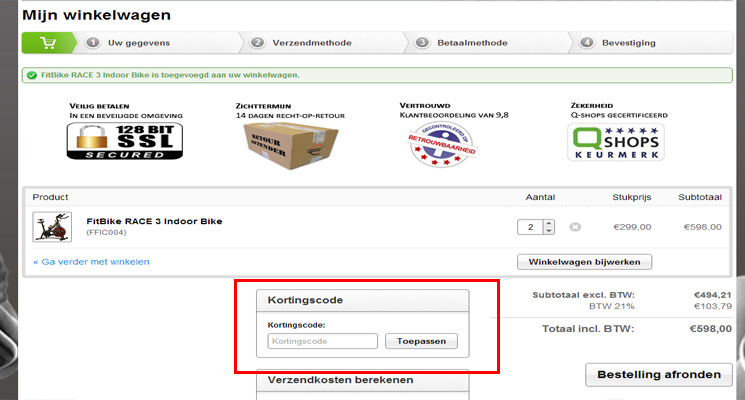 Mijn winkelwagen
1 Uw gegevens 2 Verzendmethode 3 Betaalmethode 4 Bevestiging
FitBike RACE 3 Indoor Bike is toegevoegd aan uw winkelwagen.
VEILIG BETALEN
IN EEN BEVEILIGDE OMGEVING
128 BIT
SSL
SECURED
ZICHTTERMIJN
14 DAGEN RECHT-OP-RETOUR
RETOUR
AFZENDER
VERTROUWD
KLANTBEOORDELING VAN 9,8
GECONTROLEERD OP
BETROUWBAARHEID
ZEKERHEID
Q-SHOPS GECERTIFICEERD
Q SHOPS
KEURMERK
Product Aantal Stukprijs Subtotaal
FitBike RACE 3 Indoor Bike
(FFIC004)
2 €299,00 €598,00
« Ga verder met winkelen Winkelwagen bijwerken
Kortingscode
Kortingscode:
Kortingscode Toepassen
Verzendkosten berekenen
Subtotaal excl. BTW: €494,21
BTW 21% €103,79
Totaal incl. BTW: €598,00
Bestelling afronden